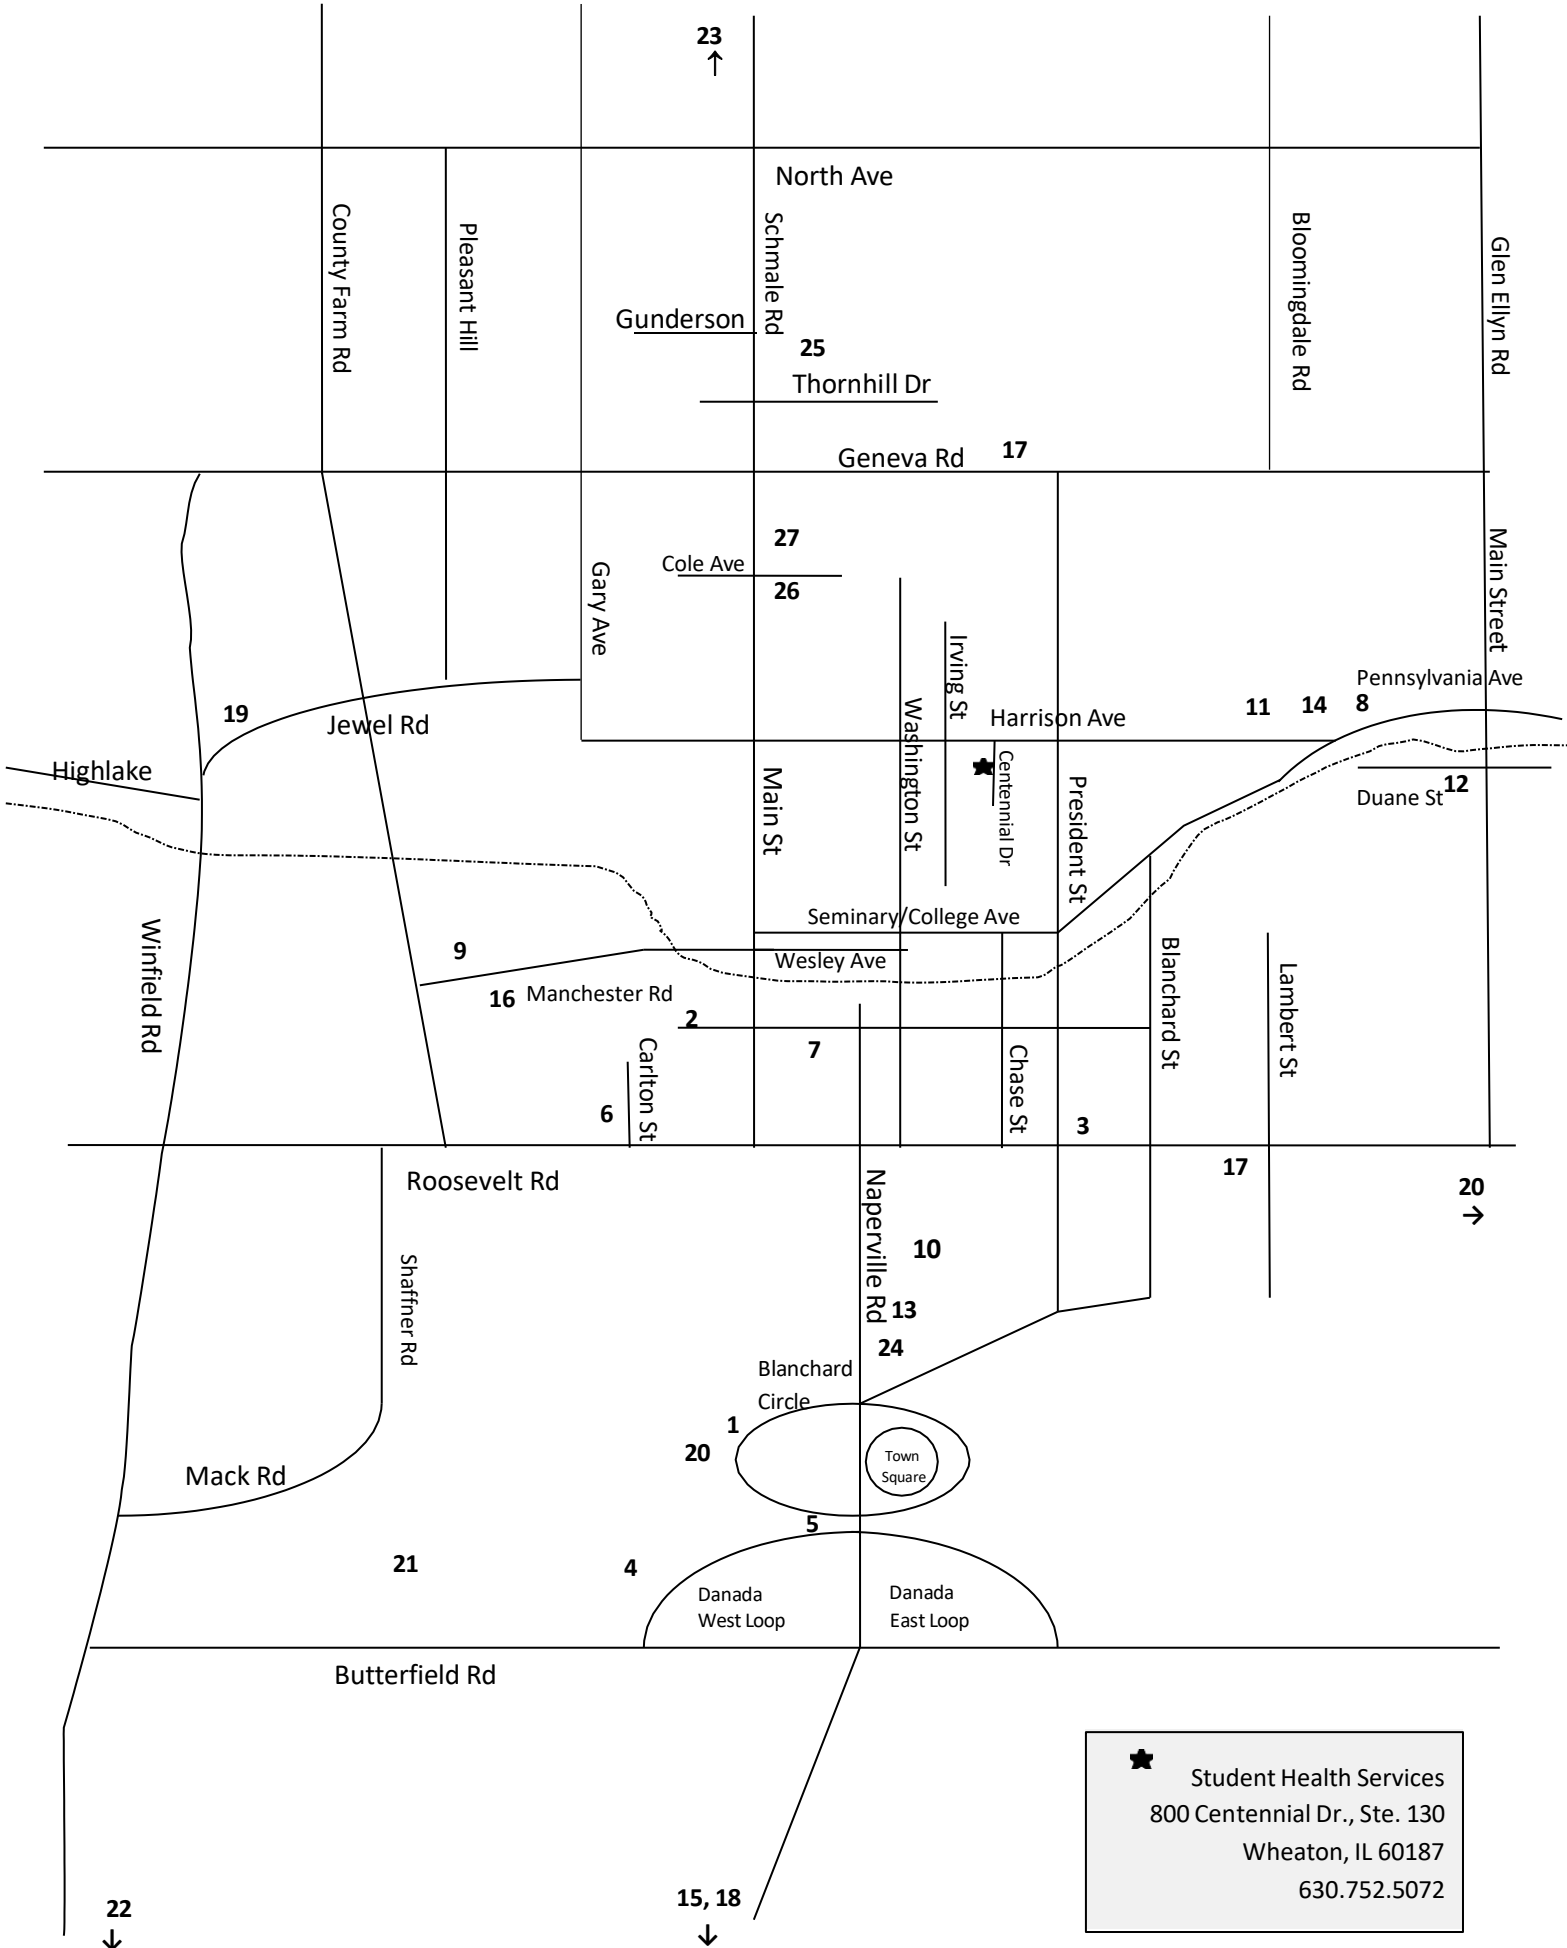 23
↑
North Ave
County Farm Rd
Pleasant Hill
Schmale Rd
Bloomingdale Rd
Glen Ellyn Rd
Gunderson
25
Thornhill Dr
Geneva Rd
17
27
Cole Ave
26
Gary Ave
Main Street
Irving St
Pennsylvania Ave
19
Jewel Rd
Washington St
Harrison Ave
11
14
8
Highlake
Main St
Centennial Dr
President St
12
Duane St
Seminary/College Ave
Winfield Rd
9
Wesley Ave
Blanchard St
Lambert St
16
Manchester Rd
2
7
Carlton St
Chase St
6
3
Roosevelt Rd
17
20
→
Naperville Rd
10
Shaffner Rd
13
24
Blanchard
Circle
1
20
Town
Square
Mack Rd
5
21
4
Danada
West Loop
Danada
East Loop
Butterfield Rd
Student Health Services
800 Centennial Dr., Ste. 130
Wheaton, IL 60187
630.752.5072
22
↓
15, 18
↓